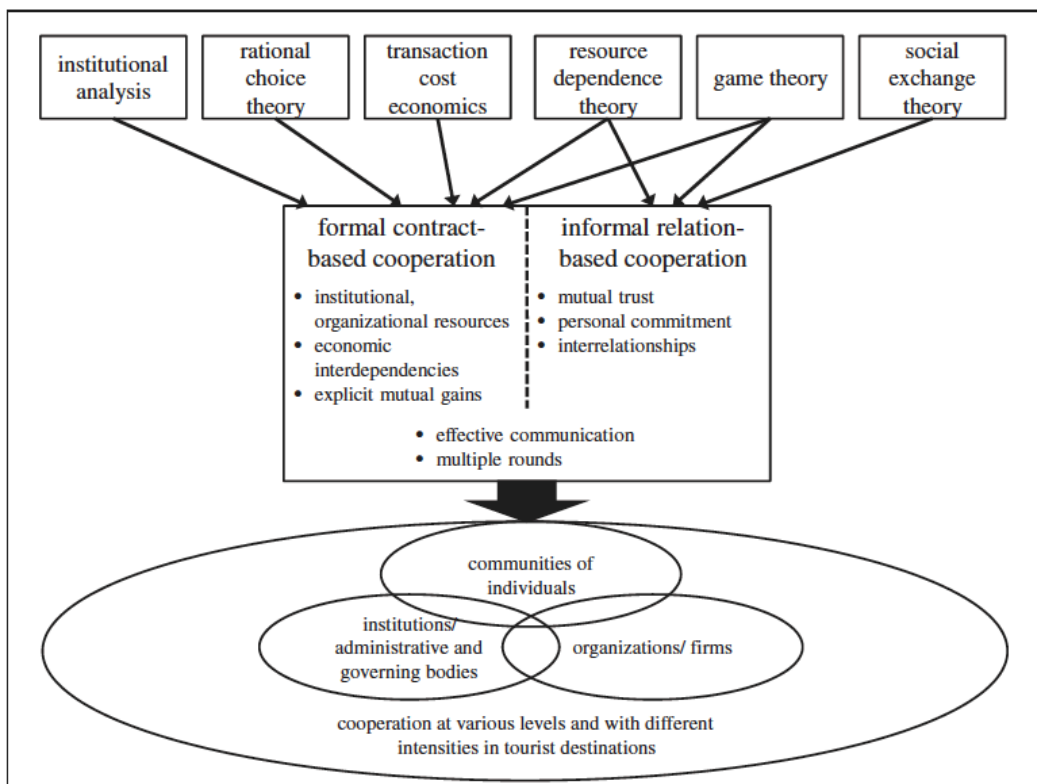 institutional
analysis
rational
choice
theory
transaction
cost
economics
resource
dependence
theory
game theory
social
exchange
theory
formal contract-
based cooperation
• institutional,
organizational resources
• economic
interdependencies
• explicit mutual gains
informal relation-
based cooperation
• mutual trust
• personal commitment
• interrelationships
• effective communication
• multiple rounds
communities of
individuals
institutions/
administrative and
governing bodies
organizations/ firms
cooperation at various levels and with different
intensities in tourist destinations